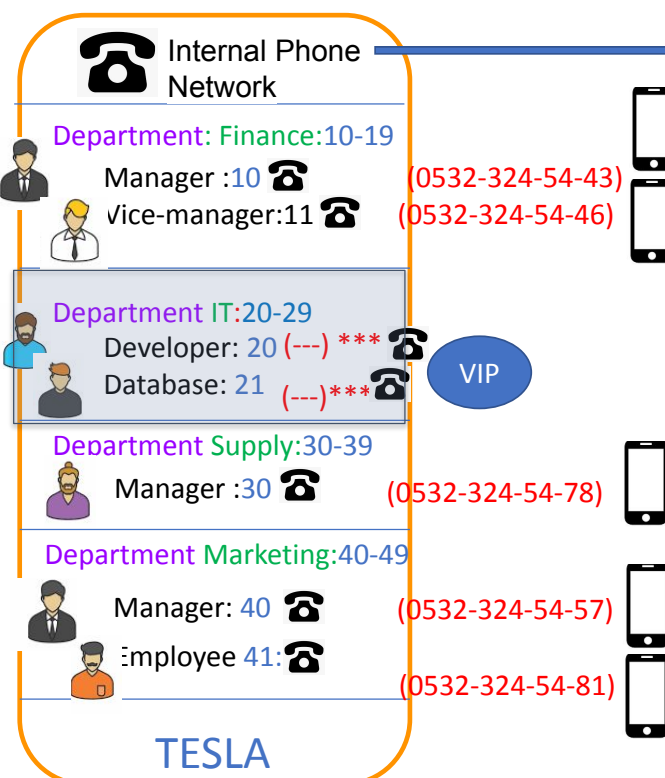 Internal Phone
Network
Department: Finance:10-19
Manager :10 (0532-324-54-43)
Vice-manager:11 (0532-324-54-46)
Department IT:20-29
Developer: 20 (---) ***
Database: 21 (---)***
VIP
Department Supply:30-39
Manager :30 (0532-324-54-78)
Department Marketing:40-49
Manager: 40 (0532-324-54-57)
Employee 41: (0532-324-54-81)
TESLA